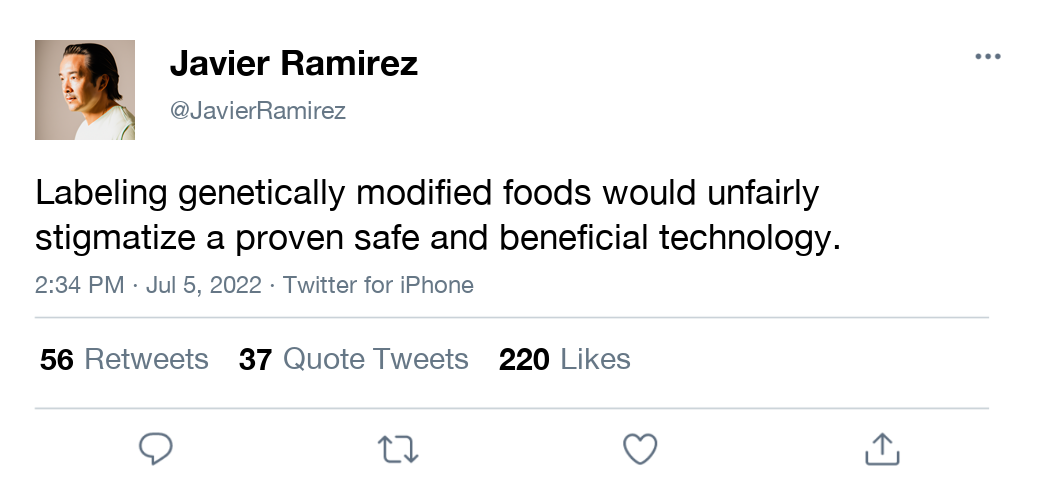 Javier Ramirez
@JavierRamirez
Labeling genetically modified foods would unfairly
stigmatize a proven safe and beneficial technology.
2:34 PM · Jul 5, 2022 · Twitter for iPhone
56 Retweets 37 Quote Tweets 220 Likes